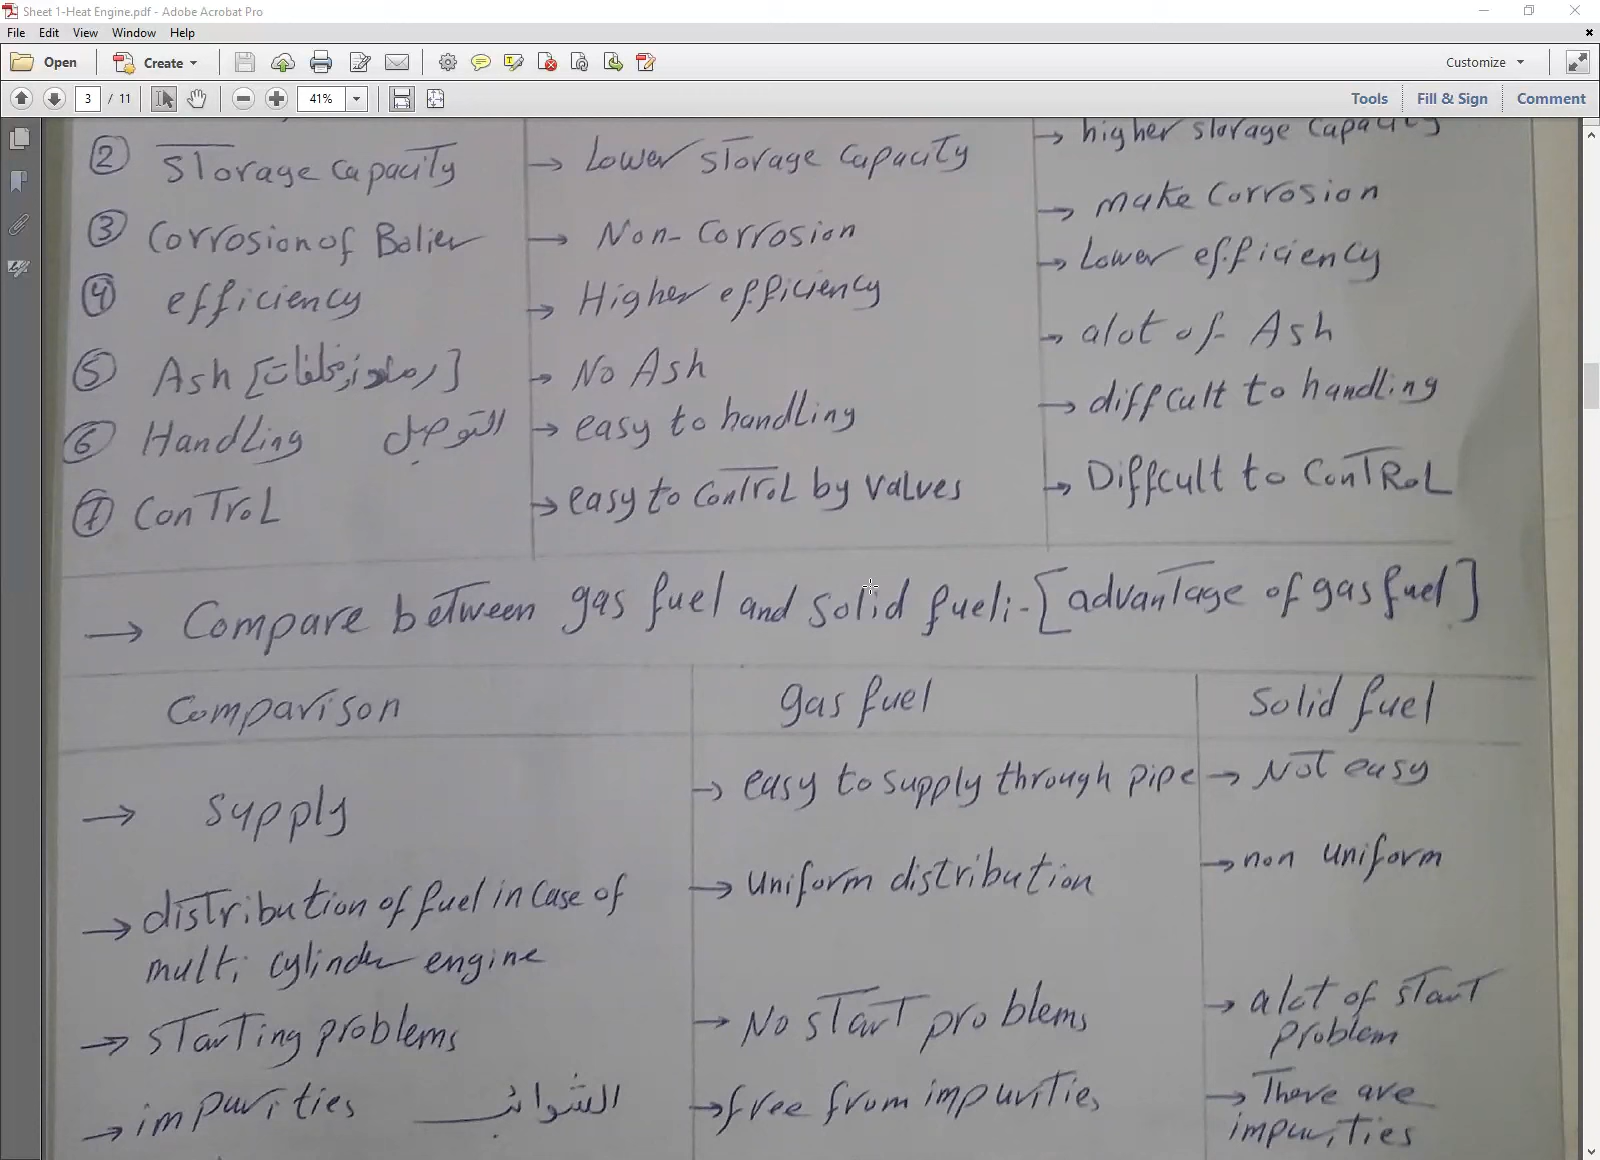 Sheet 1-Heat Engine.pdf - Adobe Acrobat Pro
File Edit View Window Help
Open Create Customize
3 / 11 41% Tools Fill & Sign Comment
② Storage capacity → Lower storage capacity → higher storage capacity
③ Corrosion of Bolier → Non-Corrosion → make Corrosion
④ efficiency → Higher efficiency → Lower efficiency
⑤ Ash [رماد] → No Ash → alot of Ash
⑥ Handling التوصيل → easy to handling → diffcult to handling
⑦ ConTroL → easy to ConTroL by valves → Diffcult to ConTRoL
→ Compare between gas fuel and solid fuel:- [advantage of gas fuel]
Comparison gas fuel Solid fuel
→ supply → easy to supply through pipe → Not easy
→ distribution of fuel in case of → uniform distribution → non uniform
multi cylinder engine
→ starting problems → No start problems → alot of start
problem
→ impurities الشوائب → free from impurities → There are
impurities